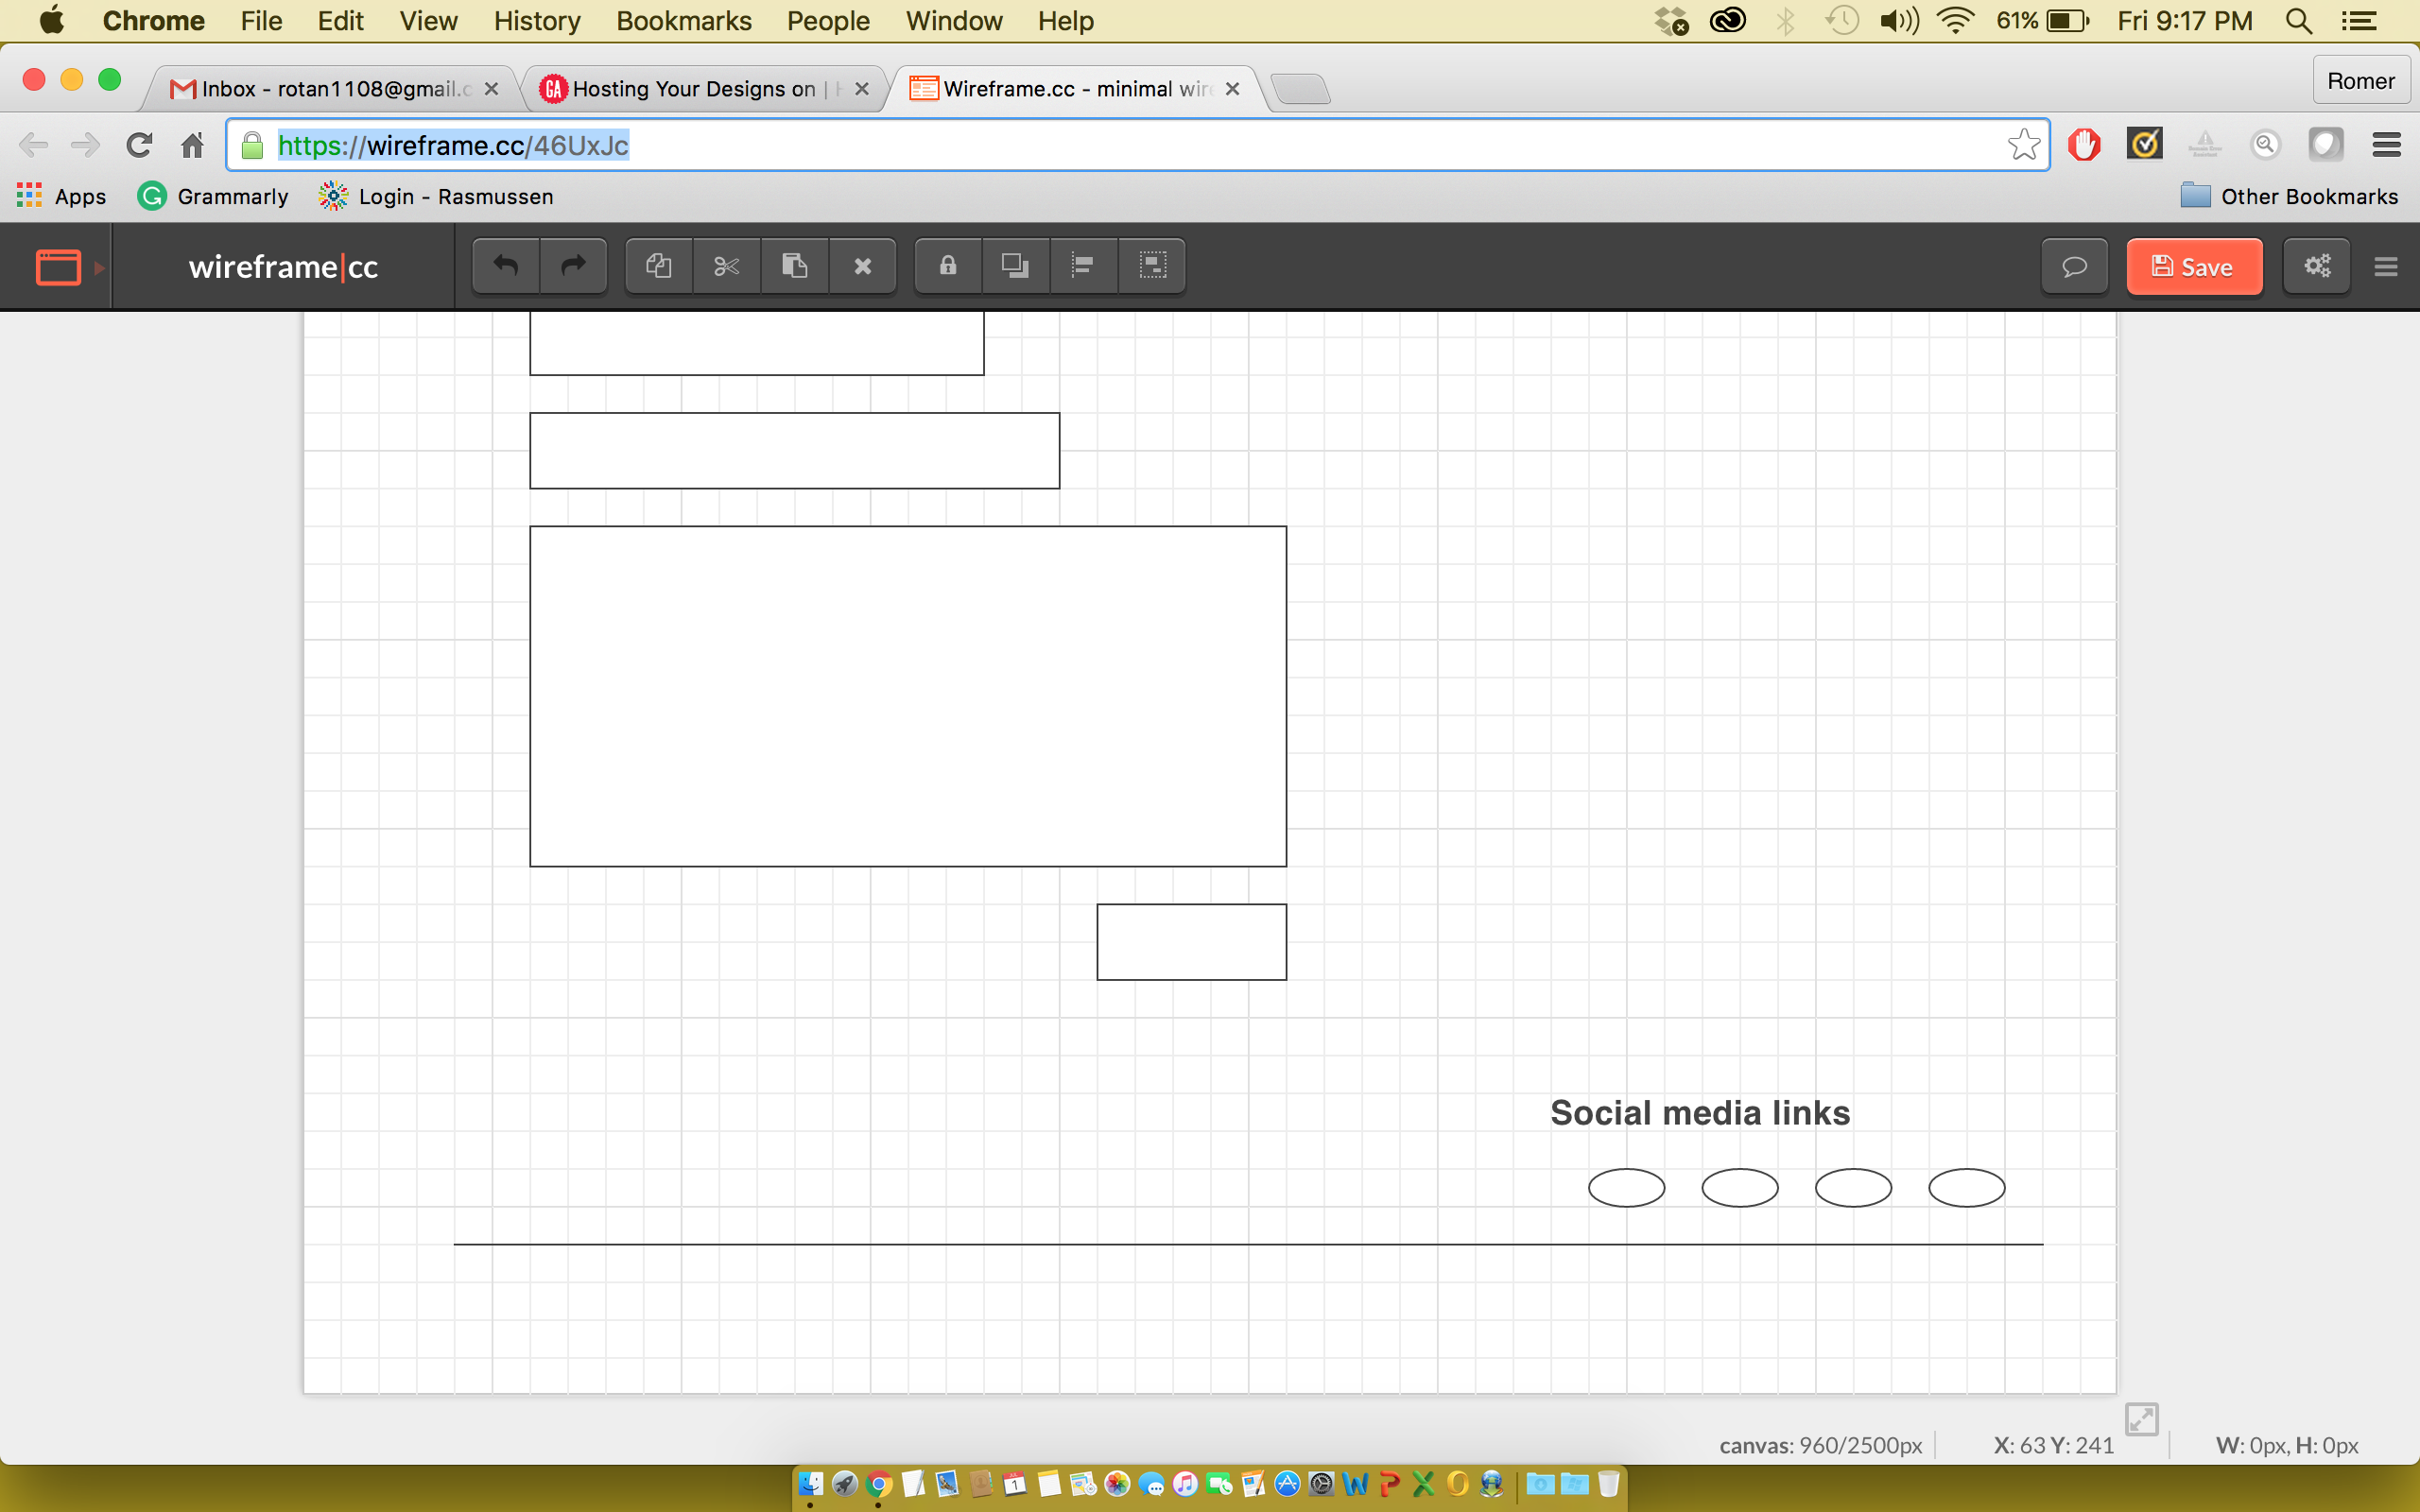 Chrome File Edit View History Bookmarks People Window Help 61% Fri 9:17 PM
Inbox - rotan1108@gmail.c Hosting Your Designs on | Wireframe.cc - minimal wir Romer
https://wireframe.cc/46UxJc
Apps Grammarly Login - Rasmussen Other Bookmarks
wireframe|cc Save
Social media links
canvas: 960/2500px X: 63 Y: 241 W: 0px, H: 0px